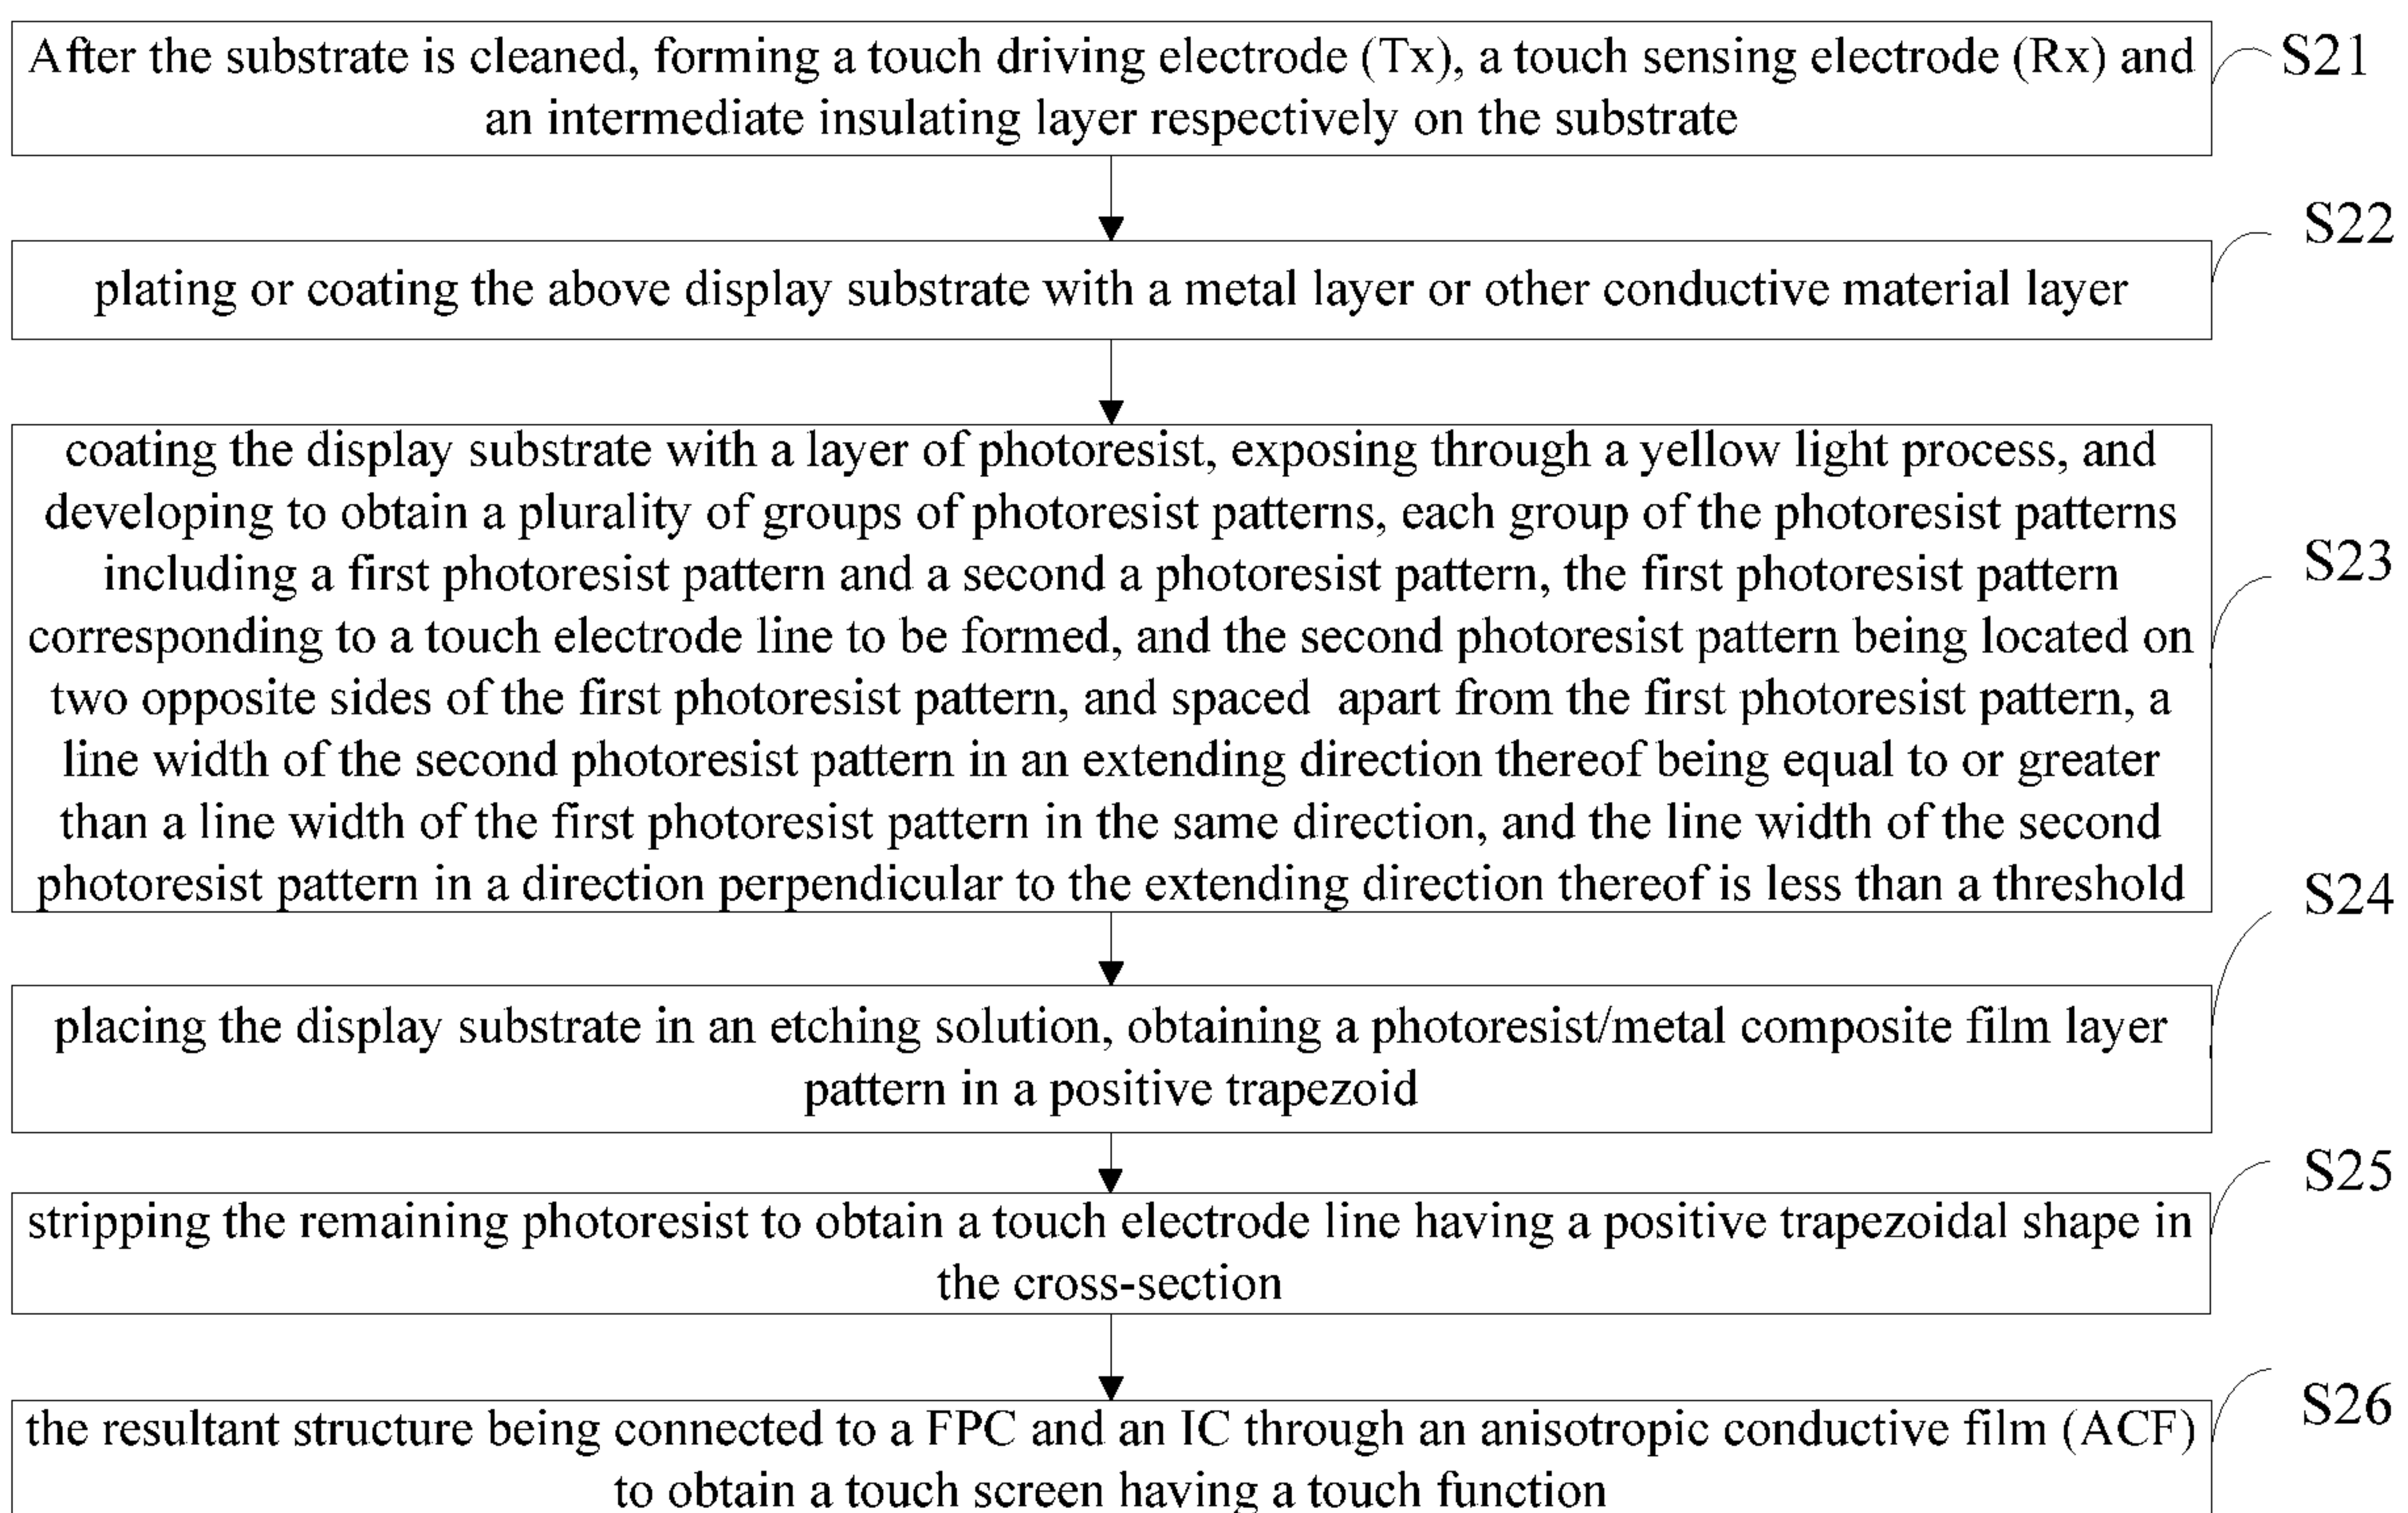 After the substrate is cleaned, forming a touch driving electrode (Tx), a touch sensing electrode (Rx) and
an intermediate insulating layer respectively on the substrate
S21
plating or coating the above display substrate with a metal layer or other conductive material layer
S22
coating the display substrate with a layer of photoresist, exposing through a yellow light process, and
developing to obtain a plurality of groups of photoresist patterns, each group of the photoresist patterns
including a first photoresist pattern and a second a photoresist pattern, the first photoresist pattern
corresponding to a touch electrode line to be formed, and the second photoresist pattern being located on
two opposite sides of the first photoresist pattern, and spaced apart from the first photoresist pattern, a
line width of the second photoresist pattern in an extending direction thereof being equal to or greater
than a line width of the first photoresist pattern in the same direction, and the line width of the second
photoresist pattern in a direction perpendicular to the extending direction thereof is less than a threshold
S23
placing the display substrate in an etching solution, obtaining a photoresist/metal composite film layer
pattern in a positive trapezoid
S24
stripping the remaining photoresist to obtain a touch electrode line having a positive trapezoidal shape in
the cross-section
S25
the resultant structure being connected to a FPC and an IC through an anisotropic conductive film (ACF)
to obtain a touch screen having a touch function
S26